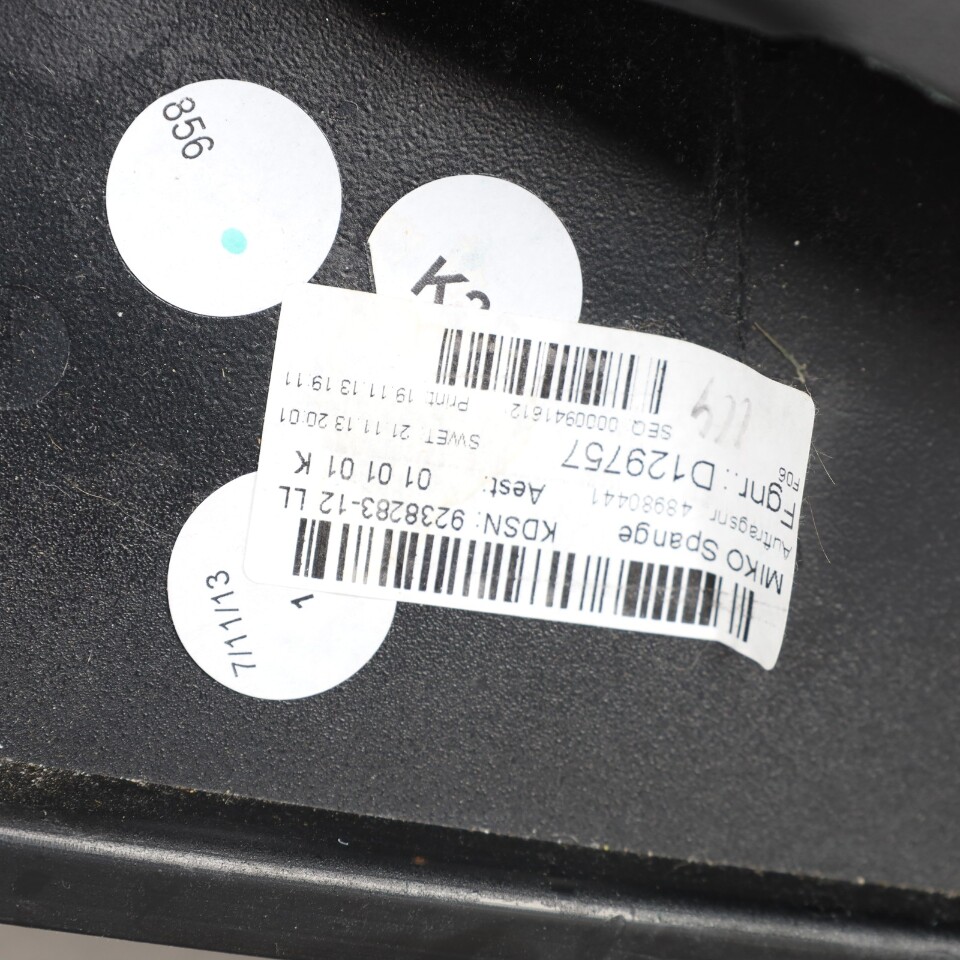 856
K
MIKO Spange
KDSN: 9238283-12 LL
Auftragsnr 48980441
Aest: 01 01 01 K
Fgnr.: D129757
F06
SWET: 21.11.13 20:01
SEQ 0000941612
Print: 19.11.13 19:11
7/11/13
1